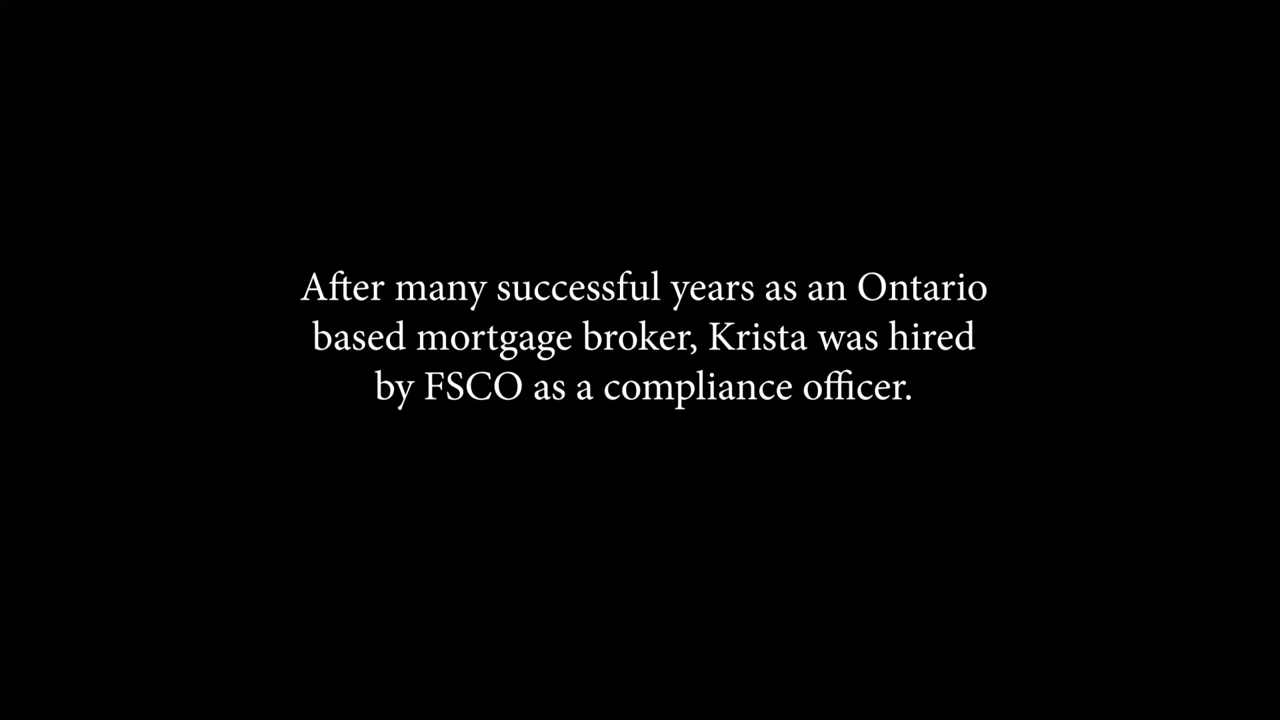 After many successful years as an Ontario
based mortgage broker, Krista was hired
by FSCO as a compliance officer.